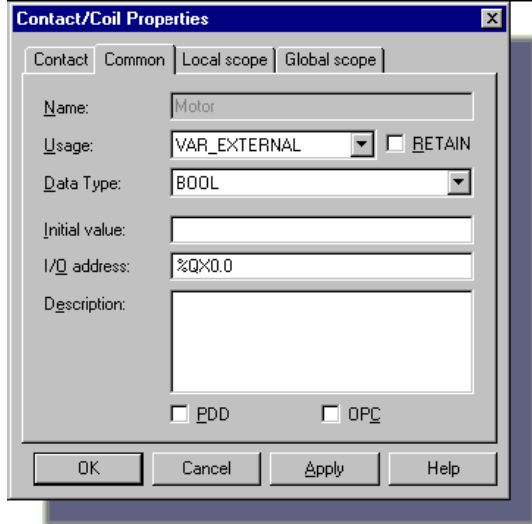 Contact/Coil Properties
Contact Common Local scope Global scope
Name: Motor
Usage: VAR_EXTERNAL RETAIN
Data Type: BOOL
Initial value:
I/O address: %QX0.0
Description:
PDD OPC
OK Cancel Apply Help